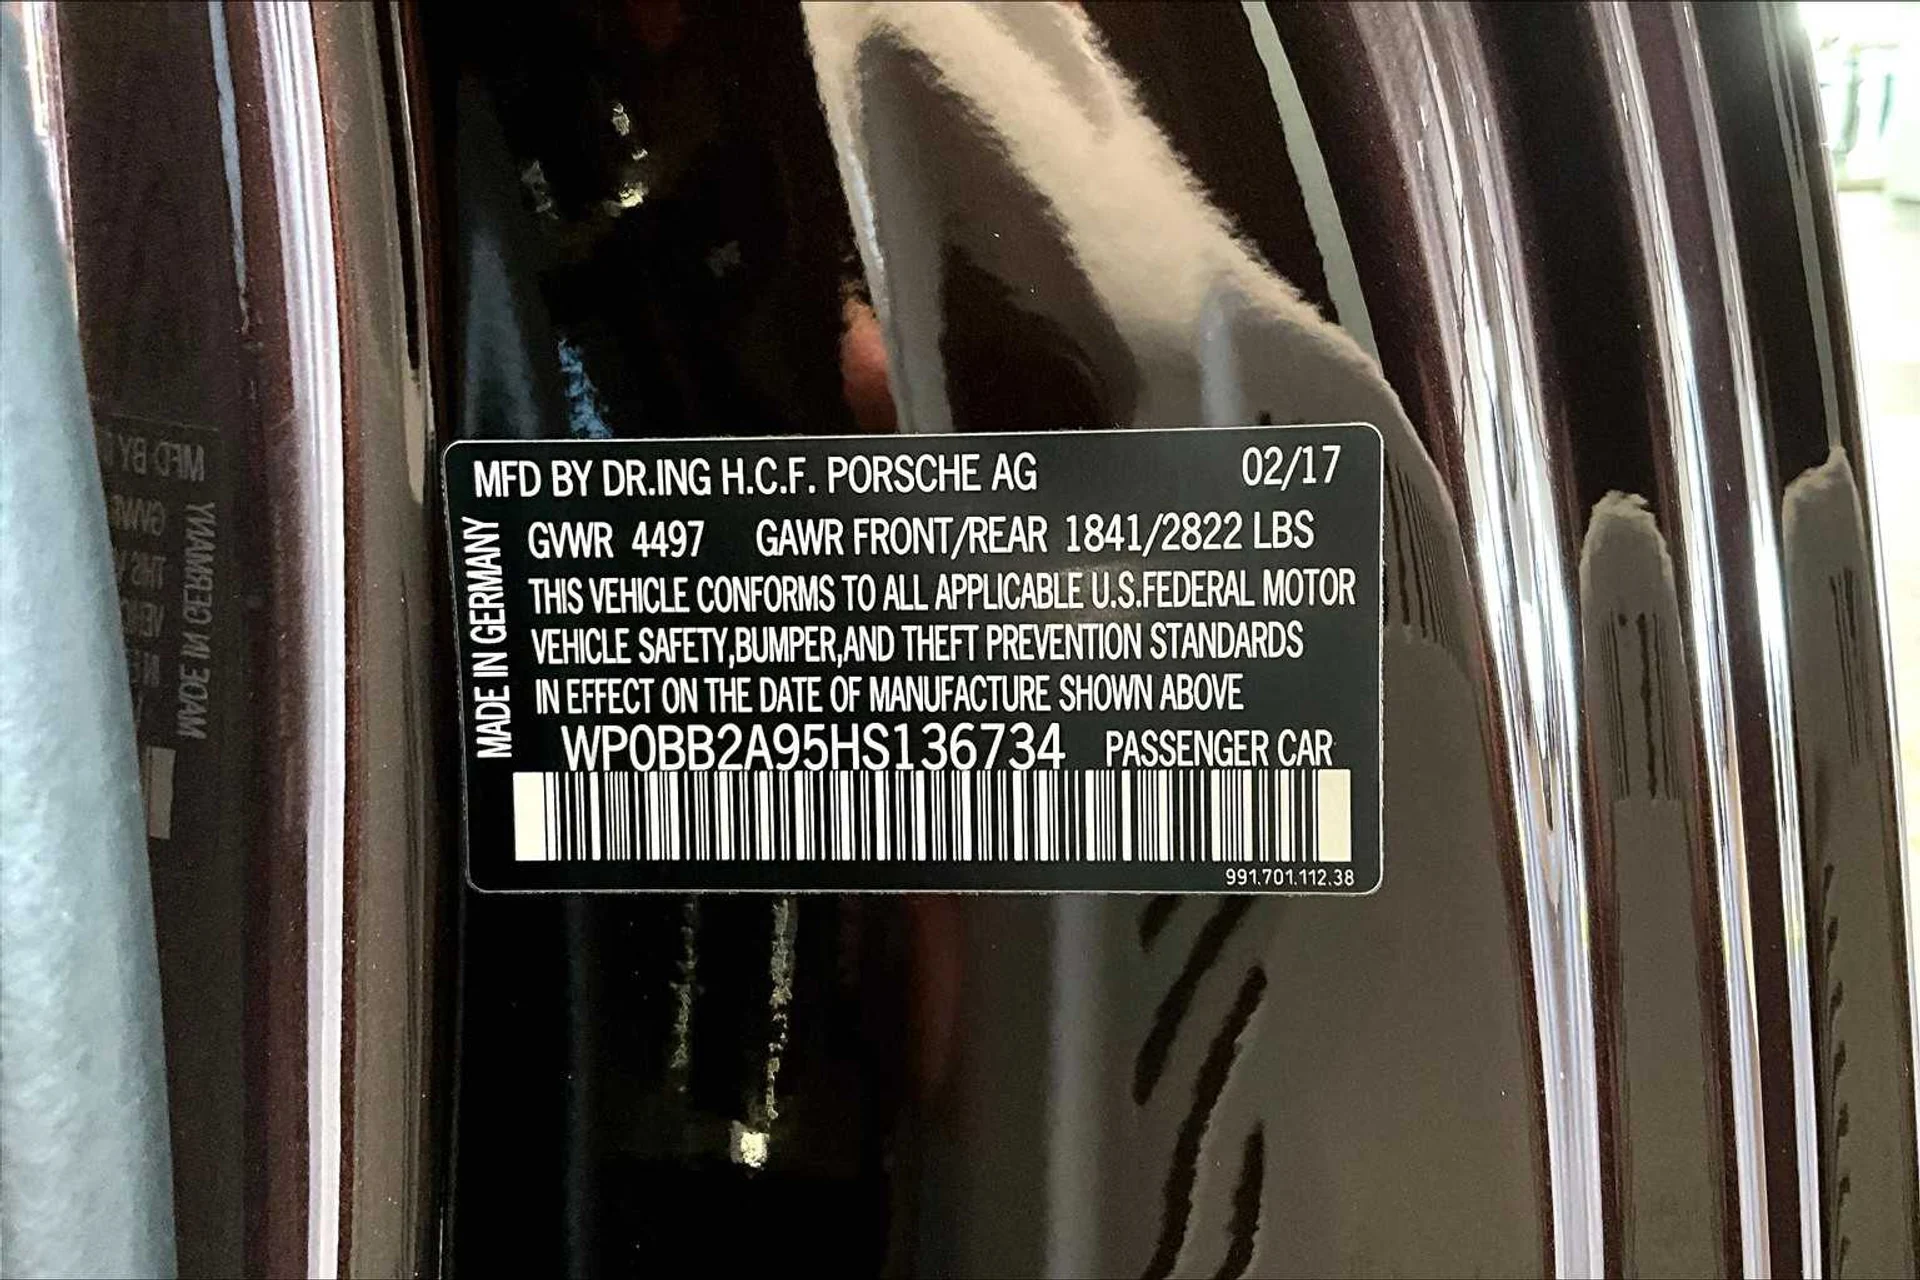 MFD BY DR.ING H.C.F. PORSCHE AG 02/17
GVWR 4497 GAWR FRONT/REAR 1841/2822 LBS
THIS VEHICLE CONFORMS TO ALL APPLICABLE U.S.FEDERAL MOTOR
VEHICLE SAFETY,BUMPER,AND THEFT PREVENTION STANDARDS
IN EFFECT ON THE DATE OF MANUFACTURE SHOWN ABOVE
WP0BB2A95HS136734 PASSENGER CAR
991.701.112.38
MADE IN GERMANY